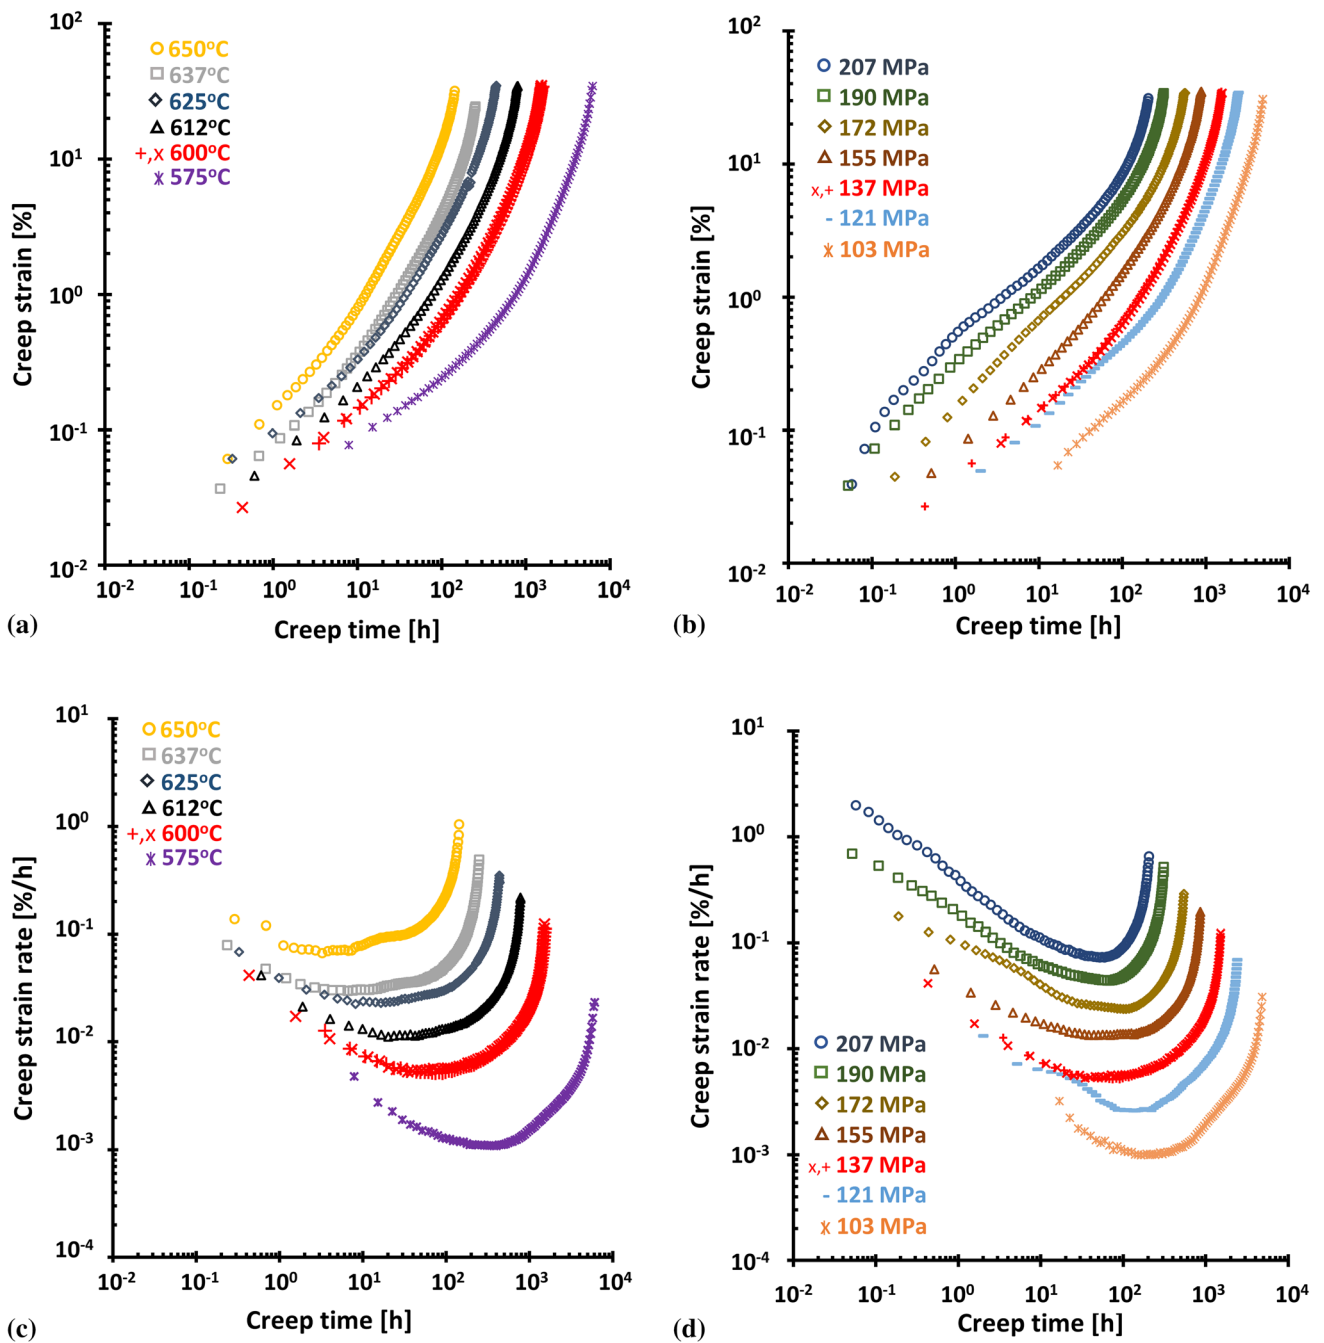 10²
10¹
10⁰
10⁻¹
10⁻²
10⁻² 10⁻¹ 10⁰ 10¹ 10² 10³ 10⁴
Creep strain [%]
Creep time [h]
650°C
637°C
625°C
612°C
+,x 600°C
575°C
(a)
10²
10¹
10⁰
10⁻¹
10⁻²
10⁻² 10⁻¹ 10⁰ 10¹ 10² 10³ 10⁴
Creep strain [%]
Creep time [h]
207 MPa
190 MPa
172 MPa
155 MPa
x,+ 137 MPa
- 121 MPa
103 MPa
(b)
10¹
10⁰
10⁻¹
10⁻²
10⁻³
10⁻⁴
10⁻² 10⁻¹ 10⁰ 10¹ 10² 10³ 10⁴
Creep strain rate [%/h]
Creep time [h]
650°C
637°C
625°C
612°C
+,x 600°C
575°C
(c)
10¹
10⁰
10⁻¹
10⁻²
10⁻³
10⁻⁴
10⁻² 10⁻¹ 10⁰ 10¹ 10² 10³ 10⁴
Creep strain rate [%/h]
Creep time [h]
207 MPa
190 MPa
172 MPa
155 MPa
x,+ 137 MPa
- 121 MPa
103 MPa
(d)